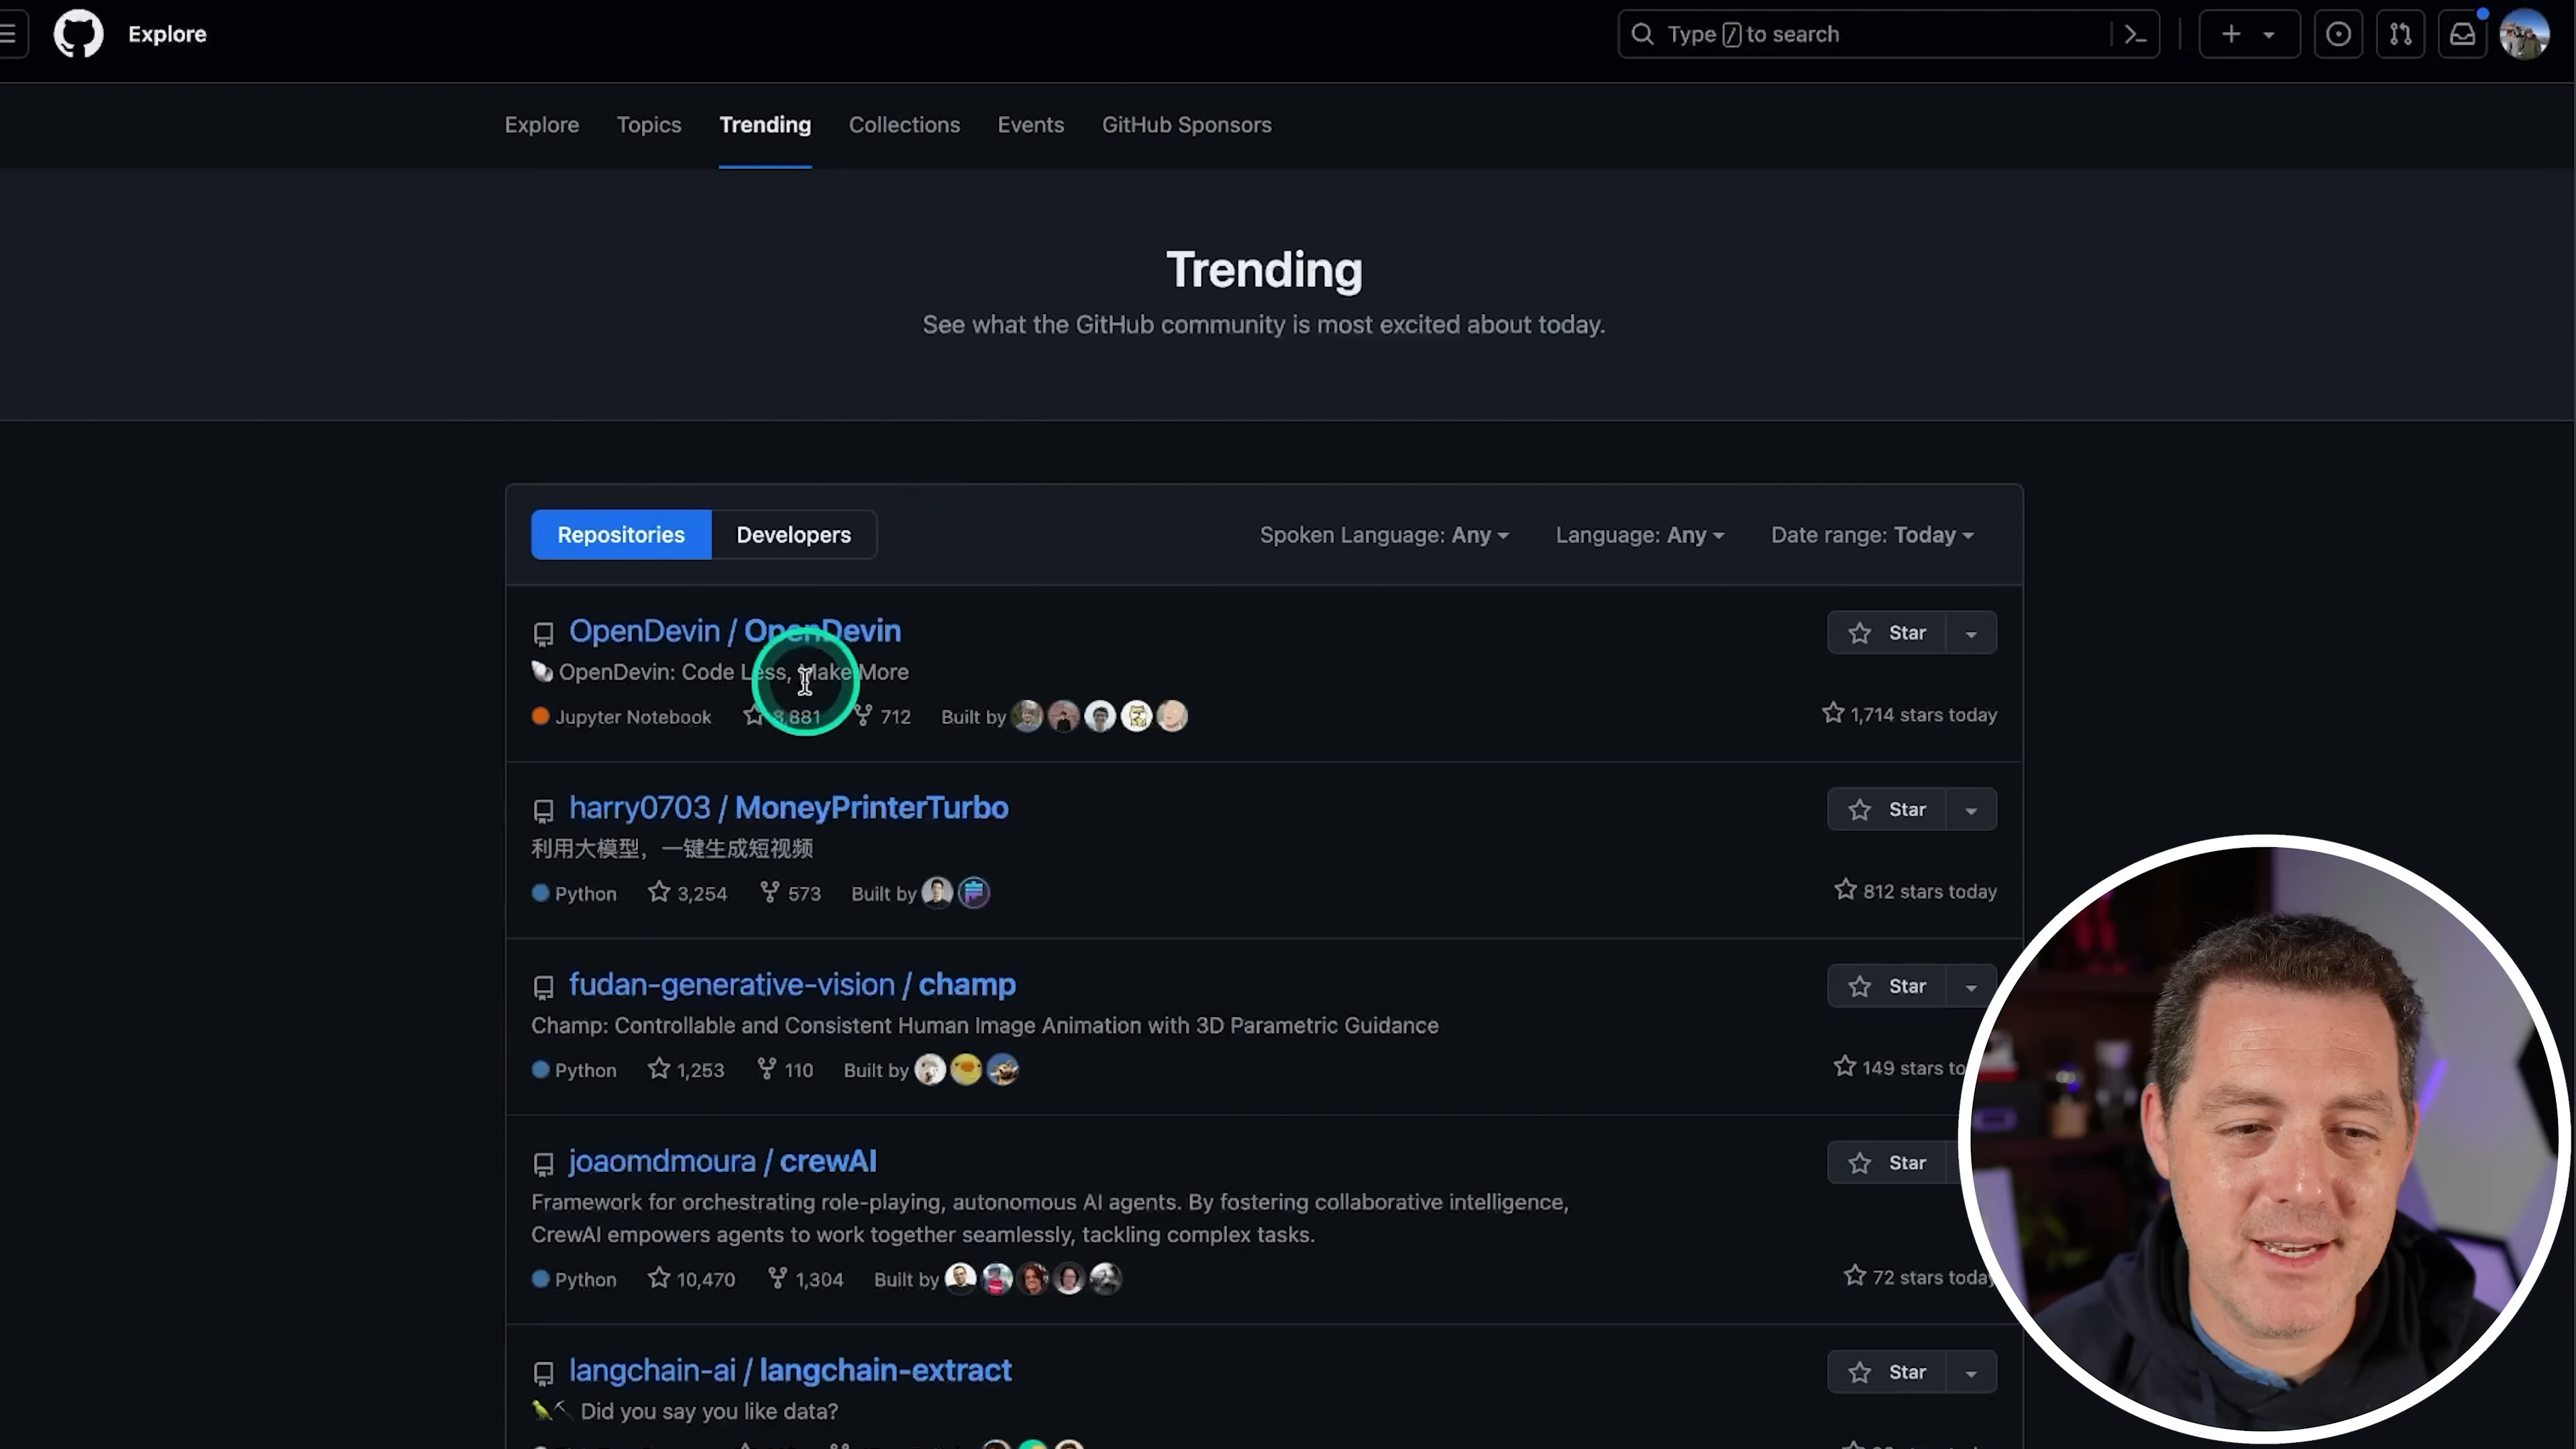 Explore
Type / to search
Explore Topics Trending Collections Events GitHub Sponsors
Trending
See what the GitHub community is most excited about today.
Repositories Developers Spoken Language: Any Language: Any Date range: Today
OpenDevin / OpenDevin Star
OpenDevin: Code Less, Make More
Jupyter Notebook 8,881 712 Built by 1,714 stars today
harry0703 / MoneyPrinterTurbo Star
利用大模型，一键生成短视频
Python 3,254 573 Built by 812 stars today
fudan-generative-vision / champ Star
Champ: Controllable and Consistent Human Image Animation with 3D Parametric Guidance
Python 1,253 110 Built by 149 stars to
joaomdmoura / crewAI Star
Framework for orchestrating role-playing, autonomous AI agents. By fostering collaborative intelligence,
CrewAI empowers agents to work together seamlessly, tackling complex tasks.
Python 10,470 1,304 Built by 72 stars today
langchain-ai / langchain-extract Star
Did you say you like data?